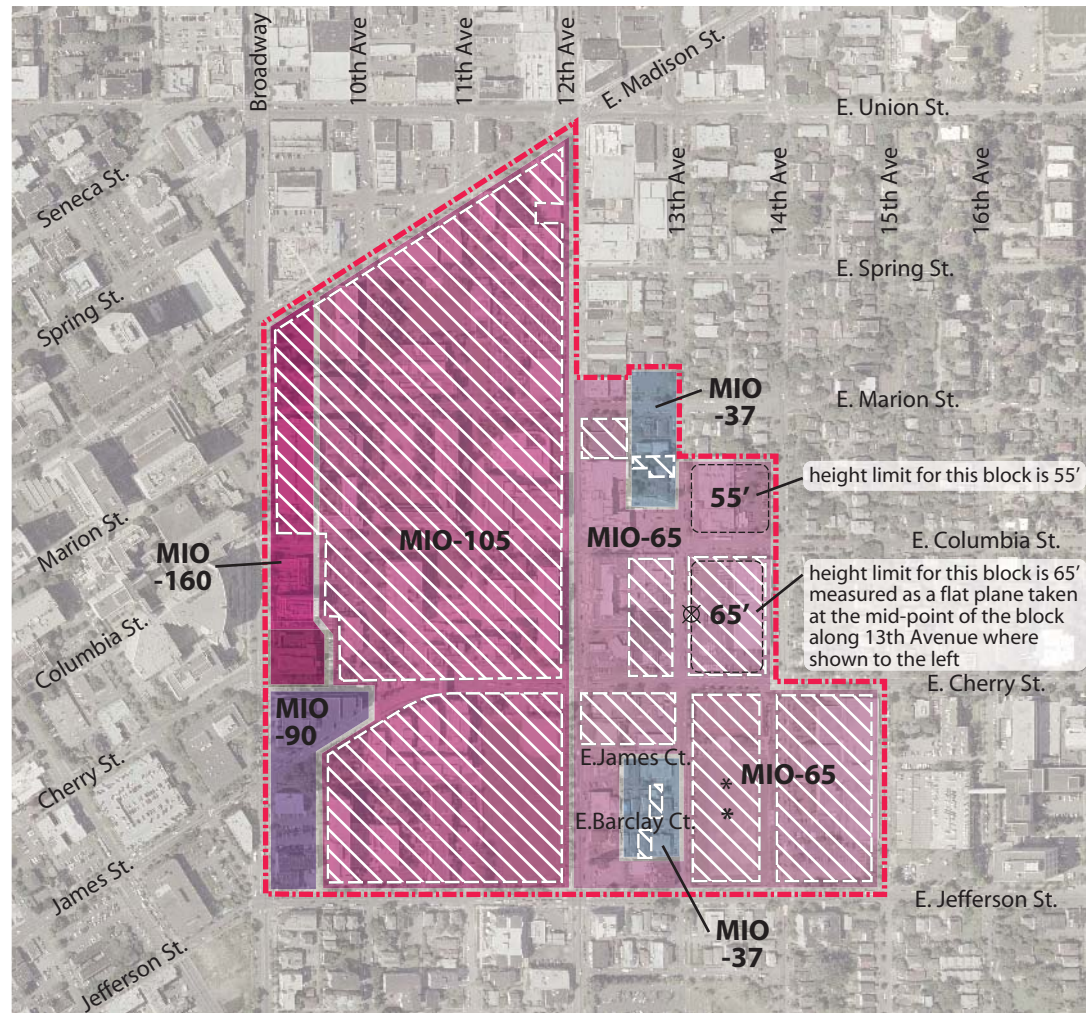 Broadway
10th Ave
11th Ave
12th Ave
E. Madison St.
E. Union St.
Seneca St.
13th Ave
14th Ave
15th Ave
16th Ave
E. Spring St.
Spring St.
MIO
-37
E. Marion St.
height limit for this block is 55’
55’
Marion St.
MIO
-160
MIO-105
MIO-65
E. Columbia St.
height limit for this block is 65’
measured as a flat plane taken
at the mid-point of the block
along 13th Avenue where
shown to the left
65’
Columbia St.
E. Cherry St.
MIO
-90
Cherry St.
E.James Ct.
MIO-65
*
*
E.Barclay Ct.
James St.
E. Jefferson St.
MIO
-37
Jefferson St.